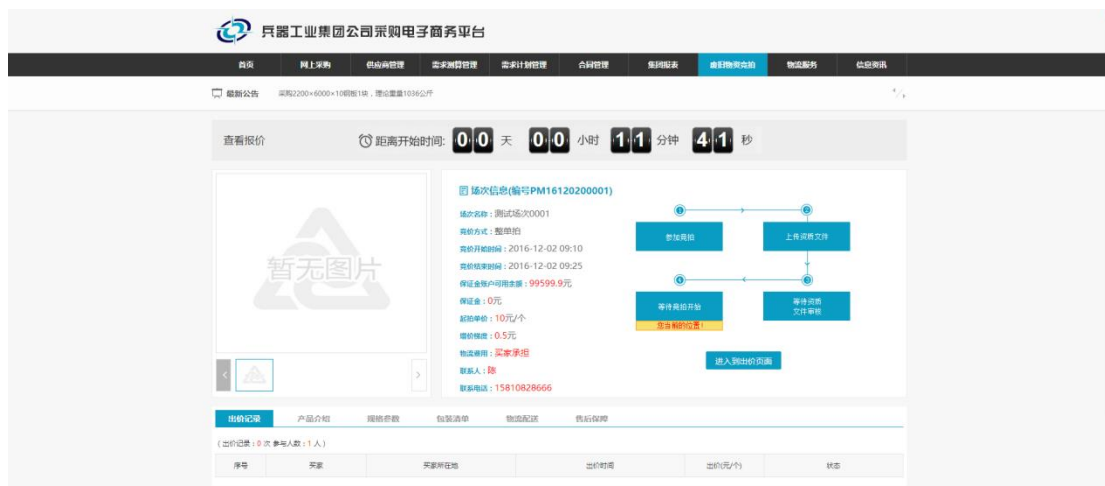 兵器工业集团公司采购电子商务平台
首页 网上采购 供应商管理 需求测算管理 需求计划管理 合同管理 集团报表 废旧物资竞拍 物流服务 信息资讯
最新公告 采购2200×6000×10钢板1块，理论重量1036公斤
查看报价 距离开始时间: 00 天 00 小时 11 分钟 41 秒
暂无图片
场次信息(编号PM16120200001)
场次名称：测试场次0001
竞价方式：整单拍
竞价开始时间：2016-12-02 09:10
竞价结束时间：2016-12-02 09:25
保证金账户可用余额：99599.9元
保证金：0元
起拍单价：10元/个
增价梯度：0.5元
物流费用：买家承担
联系人：陈
联系电话：15810828666
1 2
参加竞拍 上传资质文件
4 3
等待竞拍开始 等待资质
文件审核
您当前的位置！
进入到出价页面
出价记录 产品介绍 规格参数 包装清单 物流配送 售后保障
（出价记录：0 次 参与人数：1 人）
序号 买家 买家所在地 出价时间 出价(元/个) 状态